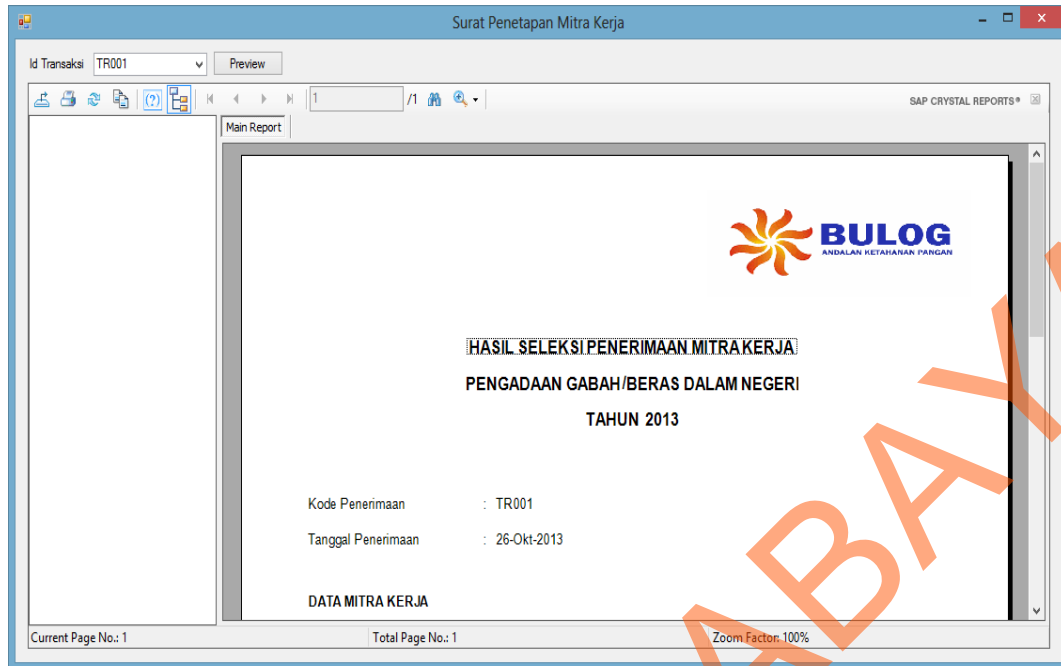 Surat Penetapan Mitra Kerja
Id Transaksi TR001 Preview
1 /1 SAP CRYSTAL REPORTS®
Main Report
BULOG
ANDALAN KETAHANAN PANGAN
HASIL SELEKSI PENERIMAAN MITRA KERJA
PENGADAAN GABAH/BERAS DALAM NEGERI
TAHUN 2013
Kode Penerimaan : TR001
Tanggal Penerimaan : 26-Okt-2013
DATA MITRA KERJA
Current Page No.: 1 Total Page No.: 1 Zoom Factor: 100%
ABAY